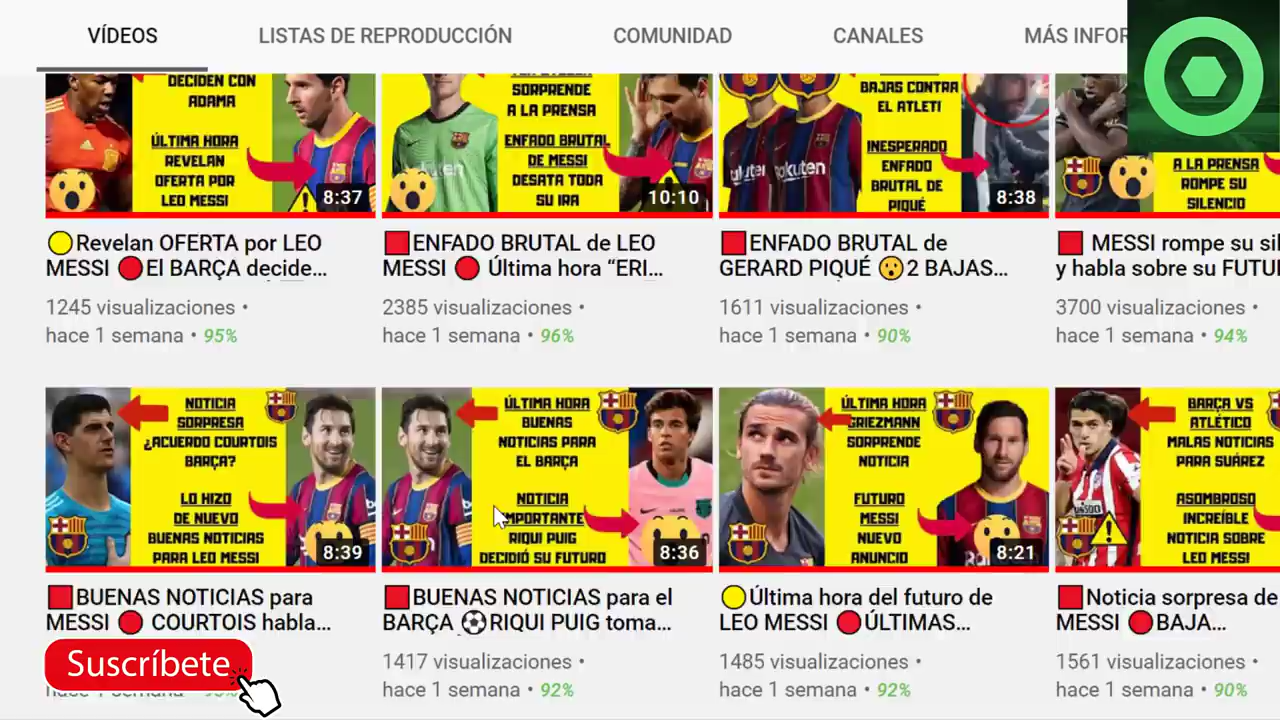 VÍDEOS
LISTAS DE REPRODUCCIÓN
COMUNIDAD
CANALES
MÁS INFOR
DECIDEN CON
ADAMA
ÚLTIMA HORA
REVELAN
OFERTA POR
LEO MESSI
8:37
SORPRENDE
A LA PRENSA
ENFADO BRUTAL
DE MESSI
DESATA TODA
SU IRA
10:10
BAJAS CONTRA
EL ATLETI
INESPERADO
ENFADO
BRUTAL DE
PIQUÉ
Rakuten
8:38
A LA PRENSA
ROMPE SU
SILENCIO
🟡Revelan OFERTA por LEO
MESSI 🔴El BARÇA decide...
1245 visualizaciones •
hace 1 semana • 95%
🟥ENFADO BRUTAL de LEO
MESSI 🔴 Última hora “ERI...
2385 visualizaciones •
hace 1 semana • 96%
🟥ENFADO BRUTAL de
GERARD PIQUÉ 😮2 BAJAS...
1611 visualizaciones •
hace 1 semana • 90%
🟥 MESSI rompe su sil
y habla sobre su FUTU
3700 visualizaciones •
hace 1 semana • 94%
NOTICIA
SORPRESA
¿ACUERDO COURTOIS
BARÇA?
LO HIZO
DE NUEVO
BUENAS NOTICIAS
PARA LEO MESSI
8:39
ÚLTIMA HORA
BUENAS
NOTICIAS PARA
EL BARÇA
NOTICIA
IMPORTANTE
RIQUI PUIG
DECIDIÓ SU FUTURO
8:36
ÚLTIMA HORA
GRIEZMANN
SORPRENDE
NOTICIA
FUTURO
MESSI
NUEVO
ANUNCIO
8:21
BARÇA VS
ATLÉTICO
MALAS NOTICIAS
PARA SUÁREZ
ASOMBROSO
INCREÍBLE
NOTICIA SOBRE
LEO MESSI
🟥BUENAS NOTICIAS para
MESSI 🔴 COURTOIS habla...
hace 1 semana •
Suscríbete
🟥BUENAS NOTICIAS para el
BARÇA ⚽RIQUI PUIG toma...
1417 visualizaciones •
hace 1 semana • 92%
🟡Última hora del futuro de
LEO MESSI 🔴ÚLTIMAS...
1485 visualizaciones •
hace 1 semana • 92%
🟥Noticia sorpresa de
MESSI 🔴BAJA...
1561 visualizaciones •
hace 1 semana • 90%